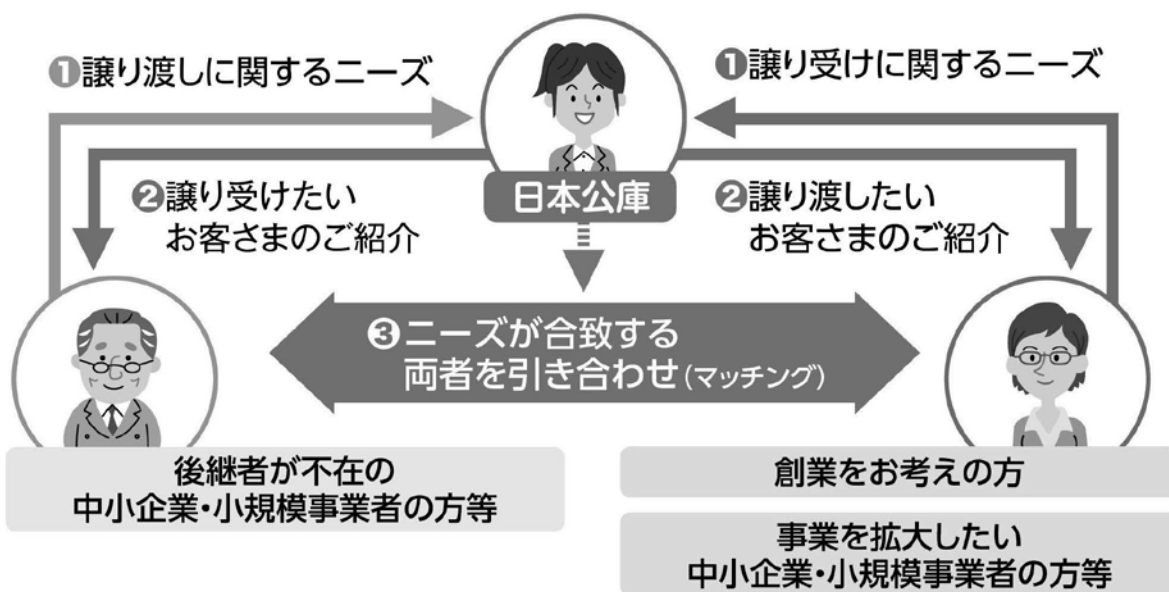 ❶譲り渡しに関するニーズ
❶譲り受けに関するニーズ
日本公庫
❷譲り受けたい
お客さまのご紹介
❷譲り渡したい
お客さまのご紹介
❸ニーズが合致する
両者を引き合わせ(マッチング)
後継者が不在の
中小企業・小規模事業者の方等
創業をお考えの方
事業を拡大したい
中小企業・小規模事業者の方等